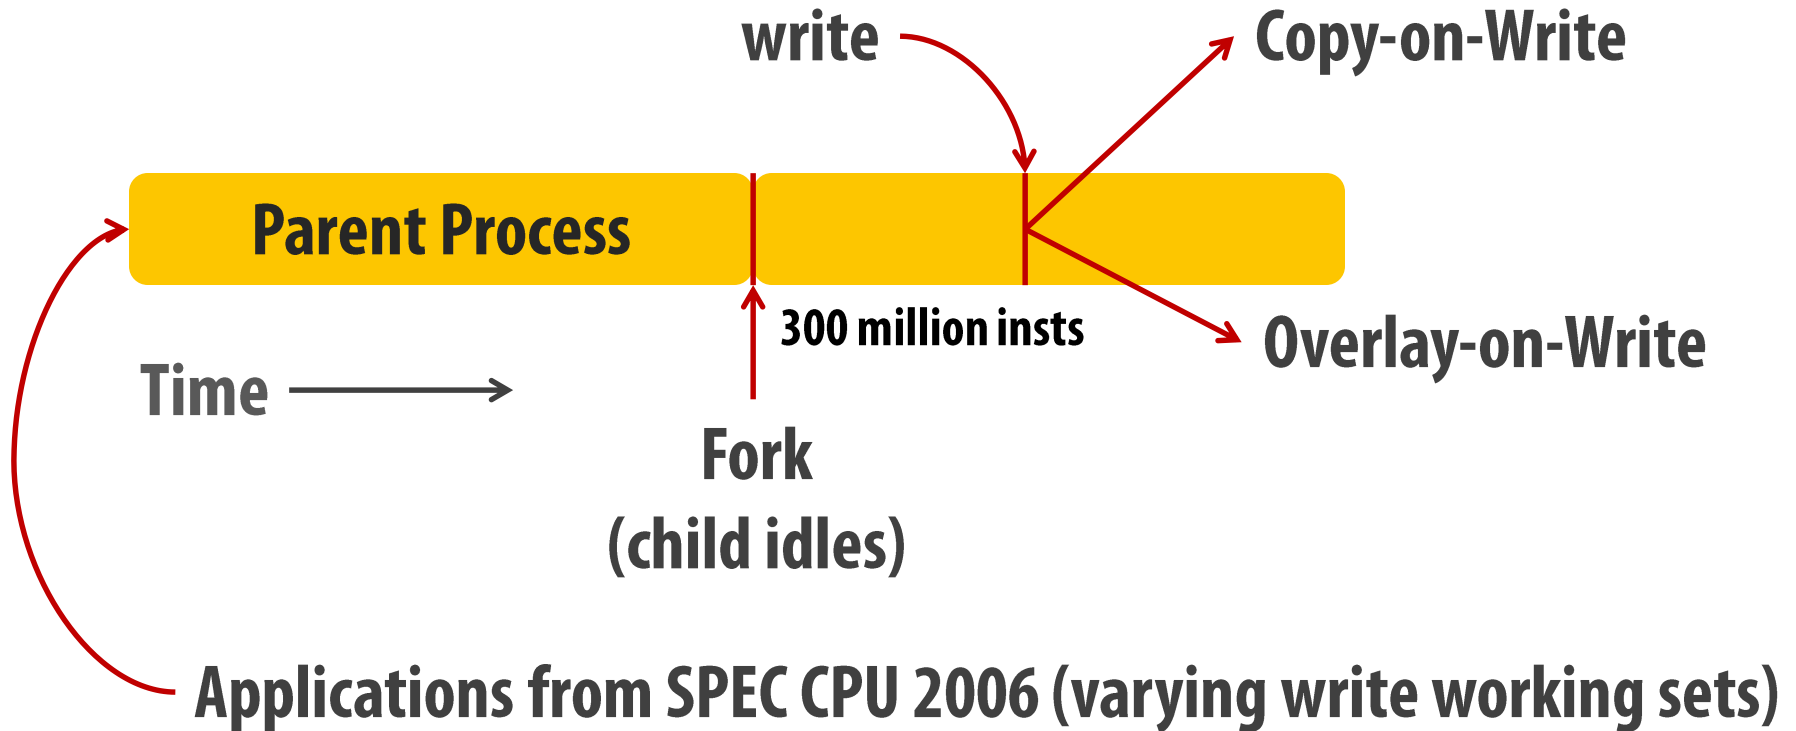 write
Copy-on-Write
Parent Process
300 million insts
Overlay-on-Write
Time
Fork
(child idles)
Applications from SPEC CPU 2006 (varying write working sets)